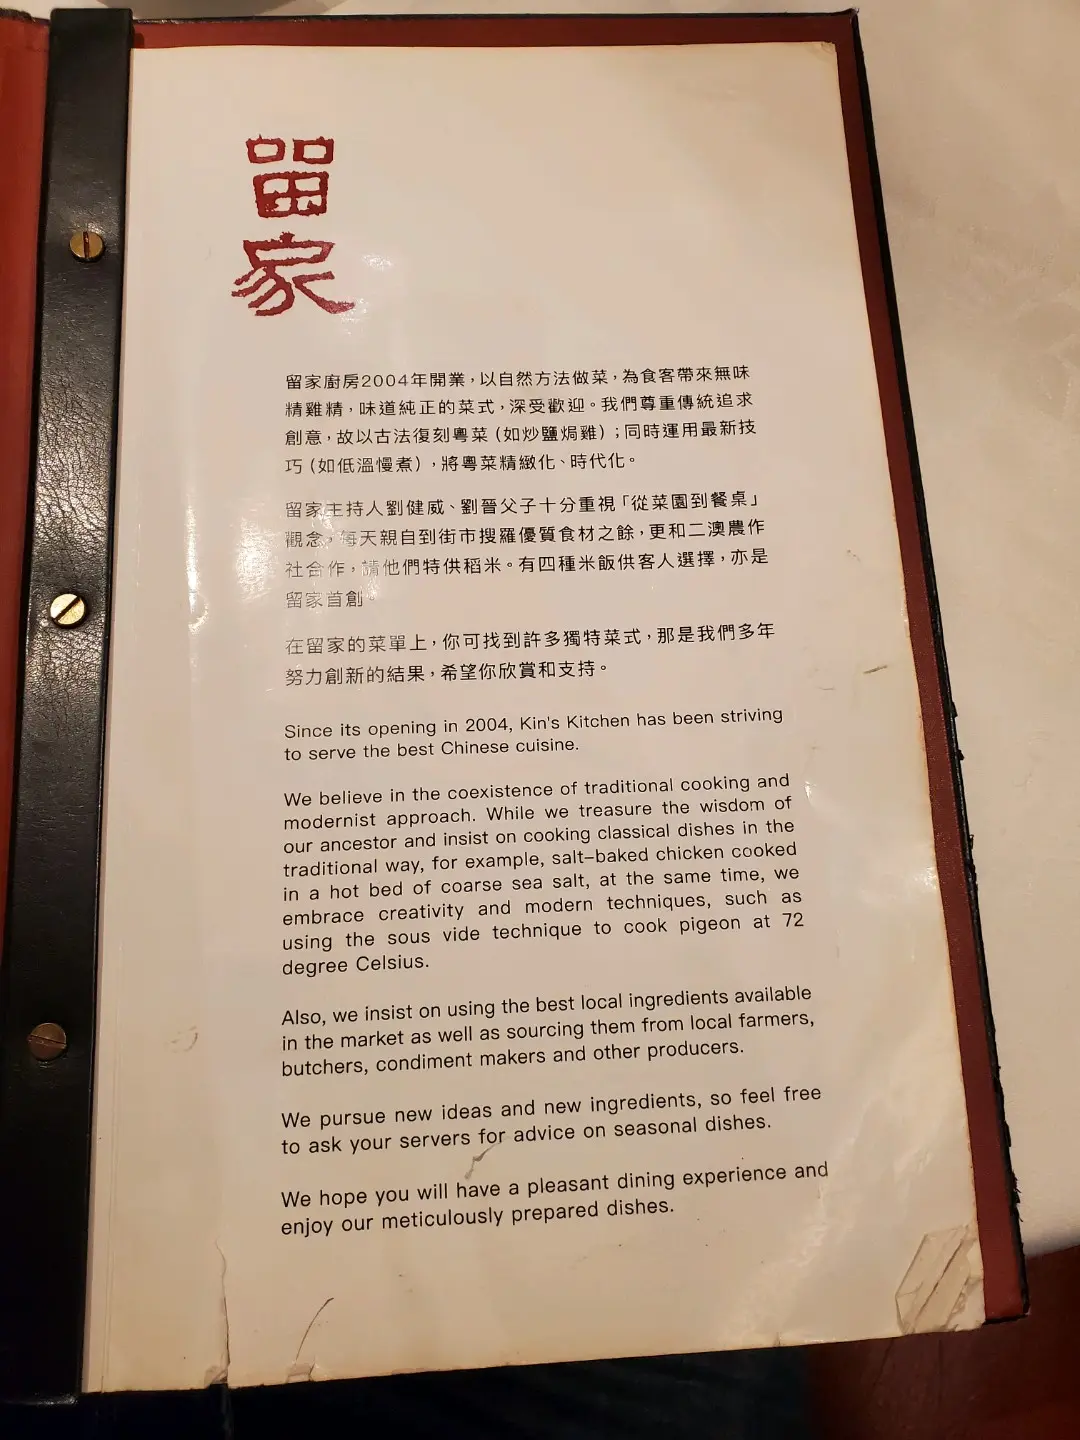 留家
留家廚房2004年開業，以自然方法做菜，為食客帶來無味
精雞精，味道純正的菜式，深受歡迎。我們尊重傳統追求
創意，故以古法復刻粵菜（如炒鹽焗雞）；同時運用最新技
巧（如低溫慢煮），將粵菜精緻化、時代化。
留家主持人劉健威、劉晉父子十分重視「從菜園到餐桌」
觀念，每天親自到街市搜羅優質食材之餘，更和二澳農作
社合作，請他們特供稻米。有四種米飯供客人選擇，亦是
留家首創。
在留家的菜單上，你可找到許多獨特菜式，那是我們多年
努力創新的結果，希望你欣賞和支持。
Since its opening in 2004, Kin's Kitchen has been striving
to serve the best Chinese cuisine.
We believe in the coexistence of traditional cooking and
modernist approach. While we treasure the wisdom of
our ancestor and insist on cooking classical dishes in the
traditional way, for example, salt-baked chicken cooked
in a hot bed of coarse sea salt, at the same time, we
embrace creativity and modern techniques, such as
using the sous vide technique to cook pigeon at 72
degree Celsius.
Also, we insist on using the best local ingredients available
in the market as well as sourcing them from local farmers,
butchers, condiment makers and other producers.
We pursue new ideas and new ingredients, so feel free
to ask your servers for advice on seasonal dishes.
We hope you will have a pleasant dining experience and
enjoy our meticulously prepared dishes.